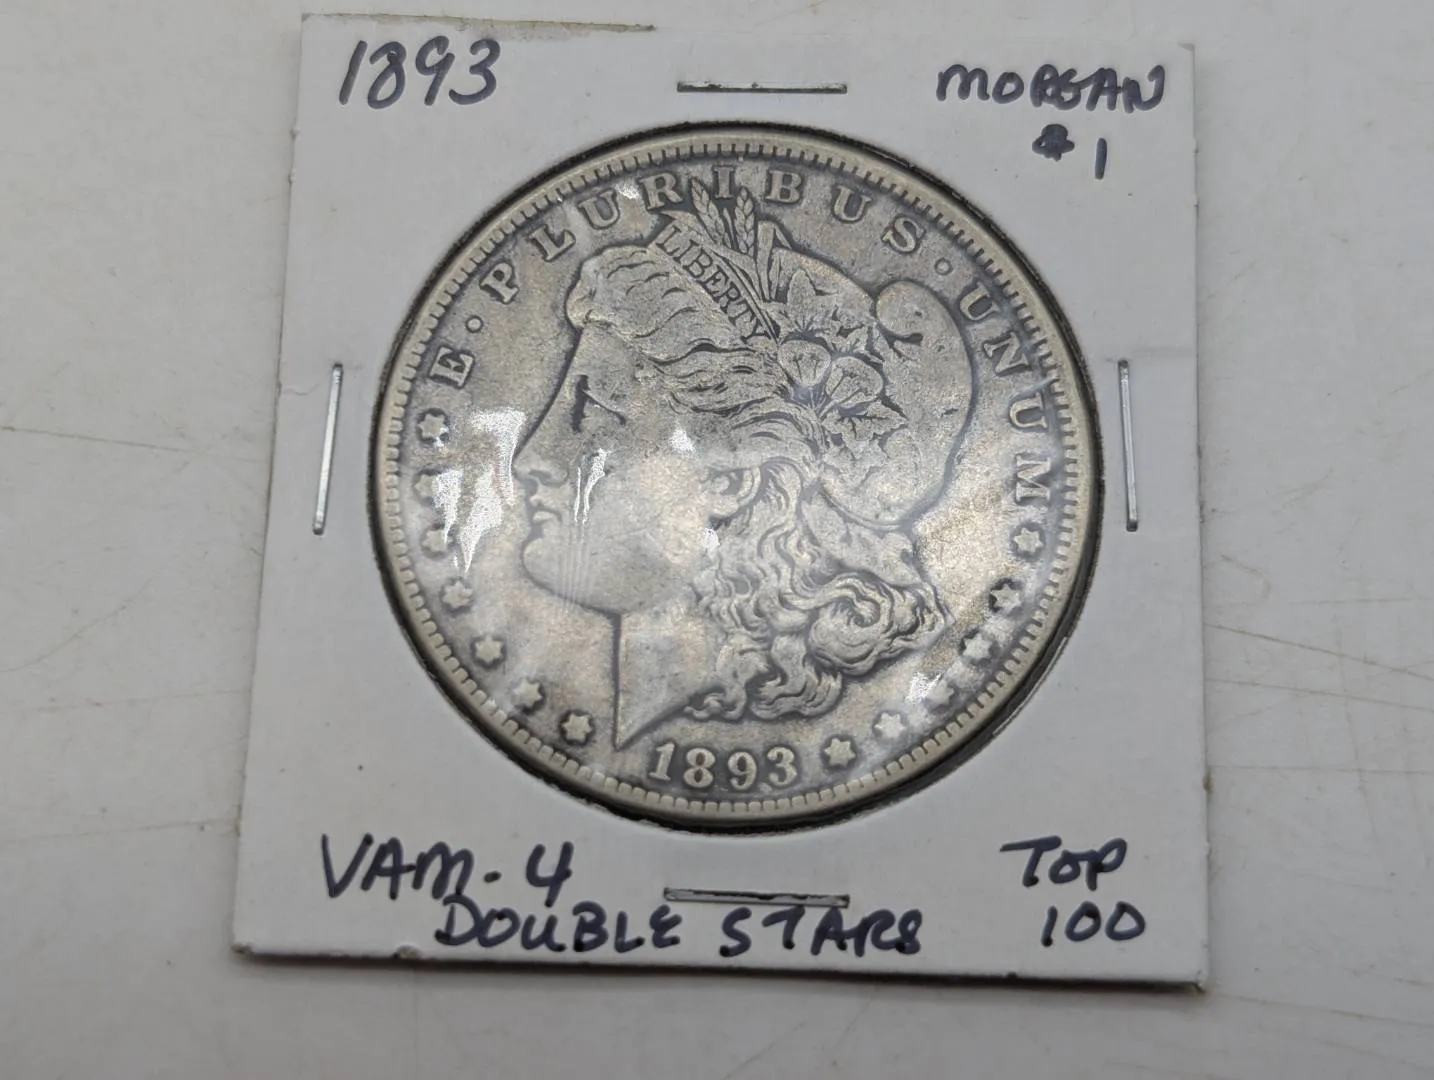 1893
MORGAN
$1
E · PLURIBUS · UNUM
LIBERTY
1893
VAM-4
DOUBLE STARS
TOP
100